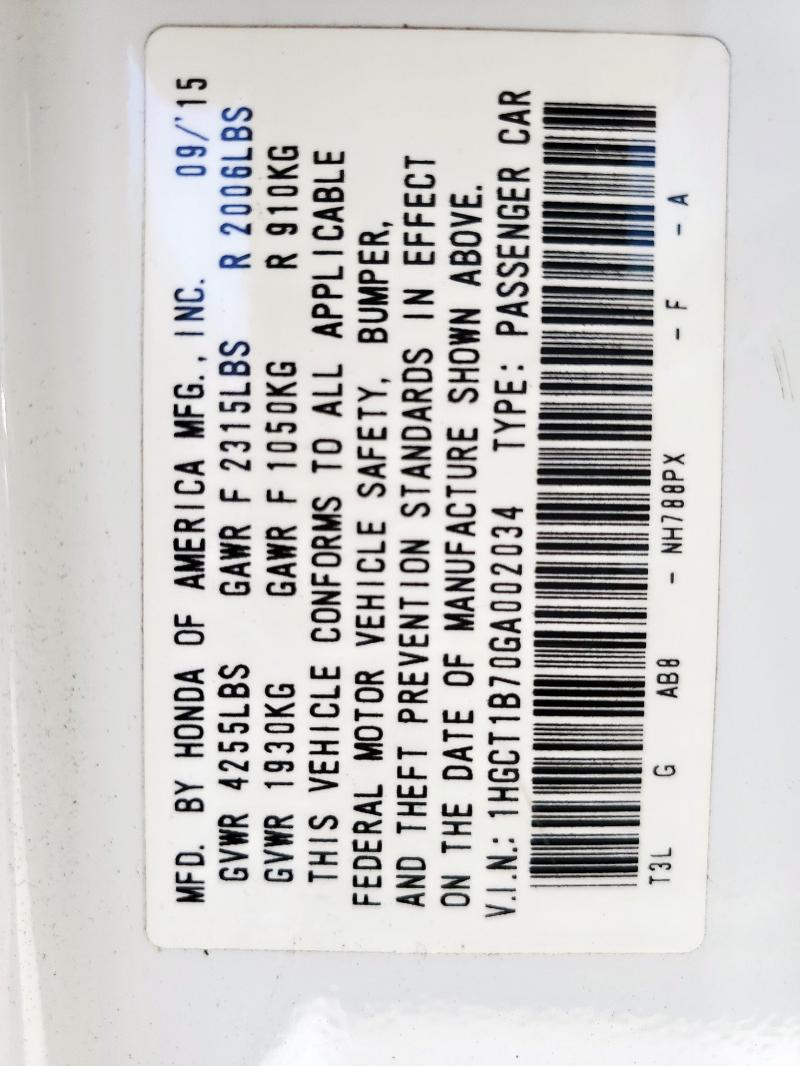 MFD. BY HONDA OF AMERICA MFG., INC. 09/'15
GVWR 4255LBS GAWR F 2315LBS R 2006LBS
GVWR 1930KG GAWR F 1050KG R 910KG
THIS VEHICLE CONFORMS TO ALL APPLICABLE
FEDERAL MOTOR VEHICLE SAFETY, BUMPER,
AND THEFT PREVENTION STANDARDS IN EFFECT
ON THE DATE OF MANUFACTURE SHOWN ABOVE.
V.I.N.: 1HGCT1B70GA002034 TYPE: PASSENGER CAR
T3L G AB8 - NH788PX - F - A